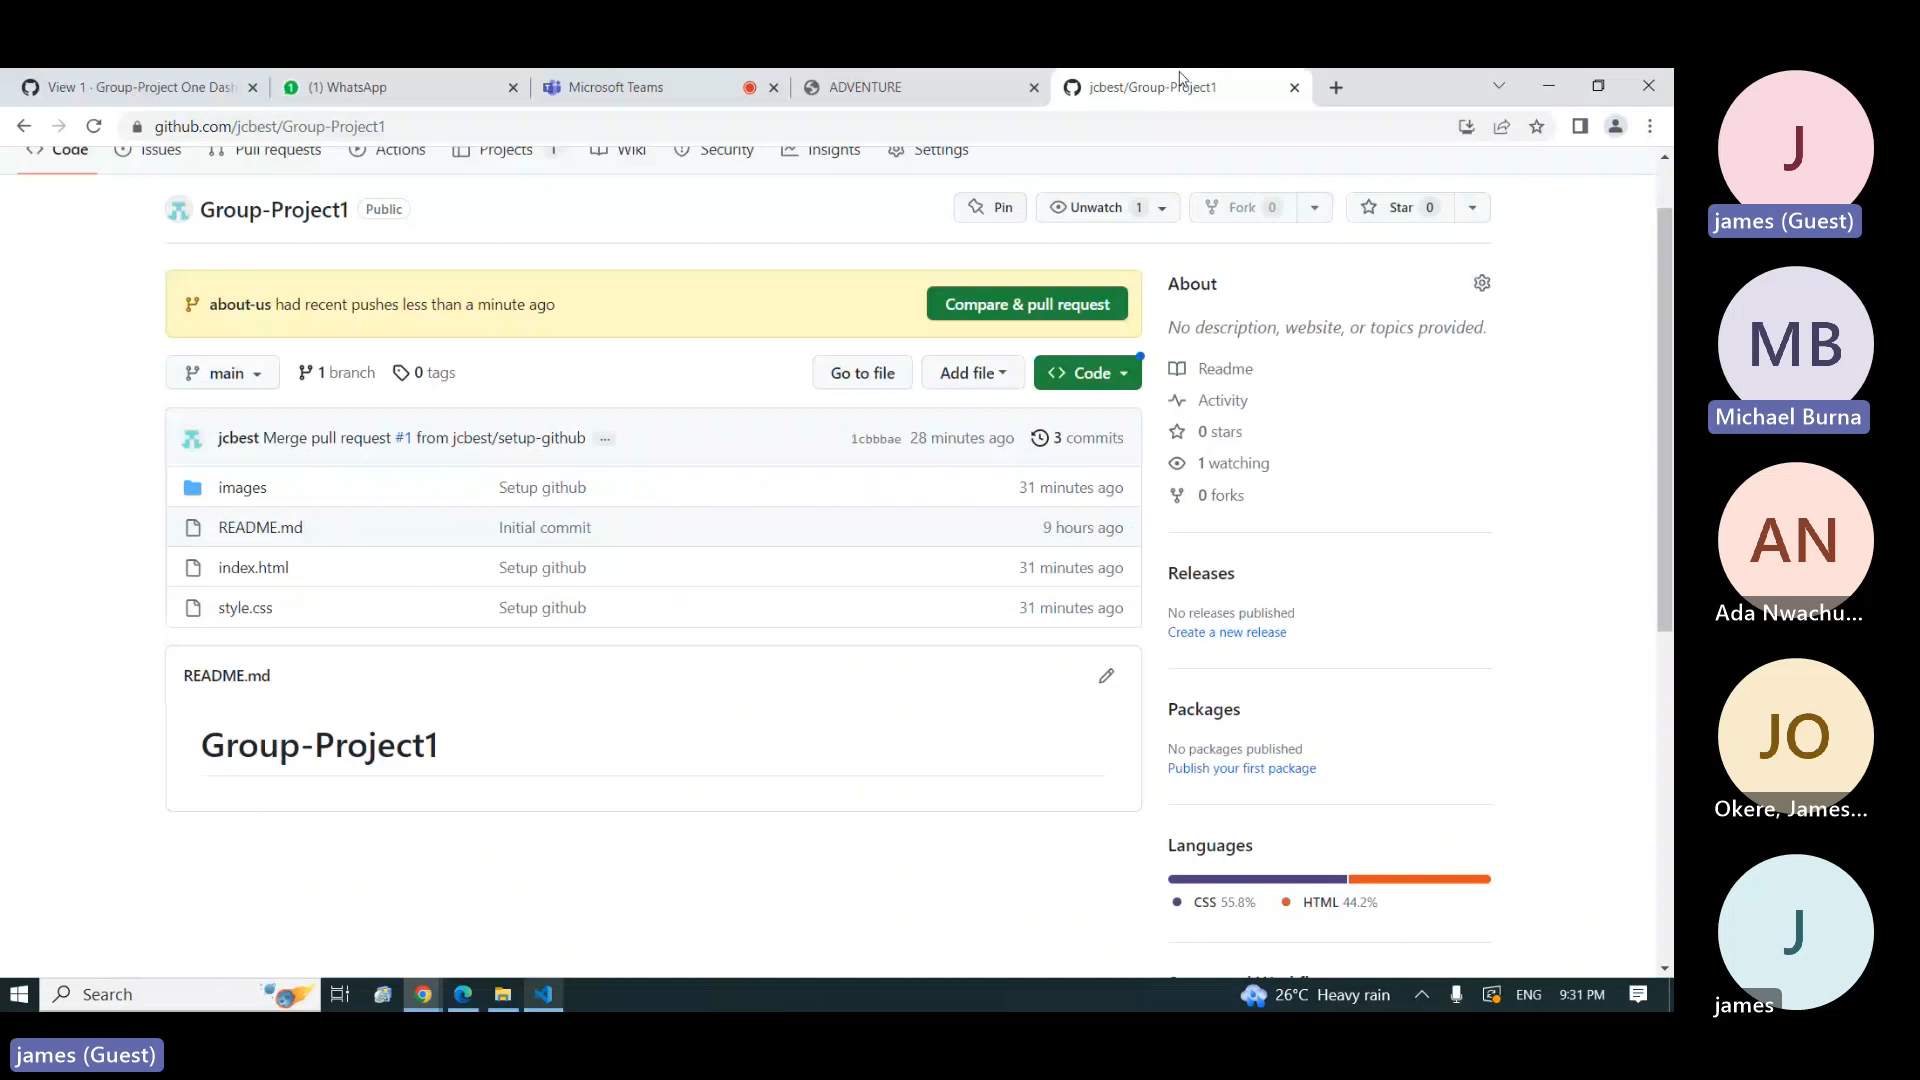 View 1 · Group-Project One Dash
(1) WhatsApp
Microsoft Teams
ADVENTURE
jcbest/Group-Project1
github.com/jcbest/Group-Project1
Code
Issues
Pull requests
Actions
Projects 1
Wiki
Security
Insights
Settings
Group-Project1 Public
Pin
Unwatch 1
Fork 0
Star 0
about-us had recent pushes less than a minute ago
Compare & pull request
main
1 branch
0 tags
Go to file
Add file
Code
jcbest Merge pull request #1 from jcbest/setup-github ...
1cbbbae 28 minutes ago
3 commits
images Setup github 31 minutes ago
README.md Initial commit 9 hours ago
index.html Setup github 31 minutes ago
style.css Setup github 31 minutes ago
README.md
Group-Project1
About
No description, website, or topics provided.
Readme
Activity
0 stars
1 watching
0 forks
Releases
No releases published
Create a new release
Packages
No packages published
Publish your first package
Languages
CSS 55.8% HTML 44.2%
Search
26°C Heavy rain
ENG
9:31 PM
J
james (Guest)
MB
Michael Burna
AN
Ada Nwachu...
JO
Okere, James...
J
james
james (Guest)